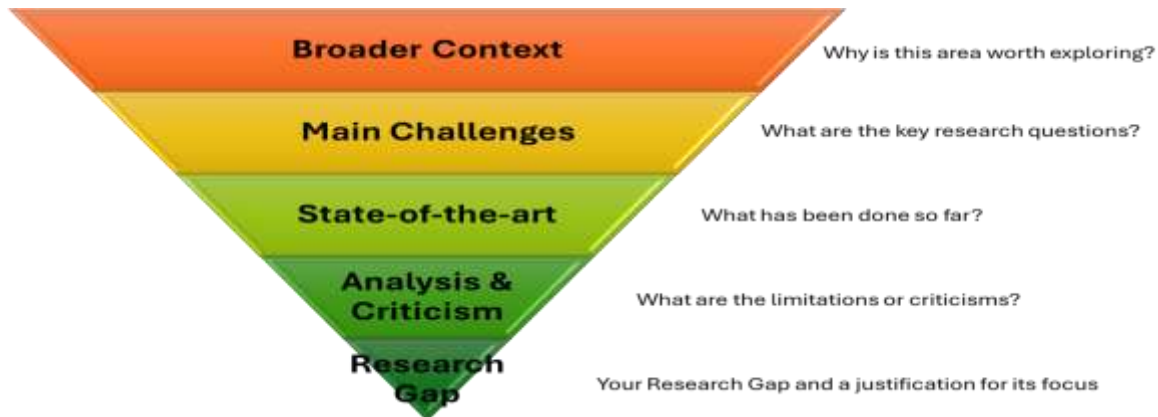 Broader Context
Why is this area worth exploring?
Main Challenges
What are the key research questions?
State-of-the-art
What has been done so far?
Analysis &
Criticism
What are the limitations or criticisms?
Research
Gap
Your Research Gap and a justification for its focus